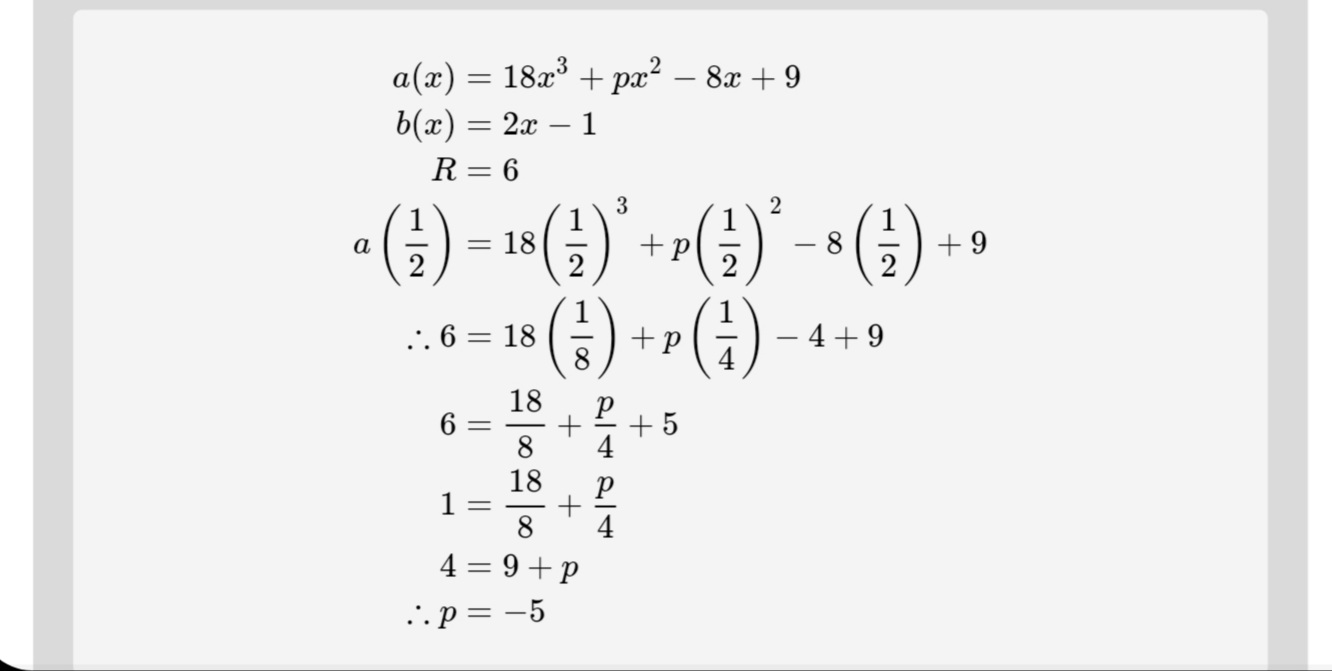 a(x) = 18x³ + px² − 8x + 9
b(x) = 2x − 1
R = 6
a(1/2) = 18(1/2)³ + p(1/2)² − 8(1/2) + 9
∴ 6 = 18(1/8) + p(1/4) − 4 + 9
6 = 18/8 + p/4 + 5
1 = 18/8 + p/4
4 = 9 + p
∴ p = −5